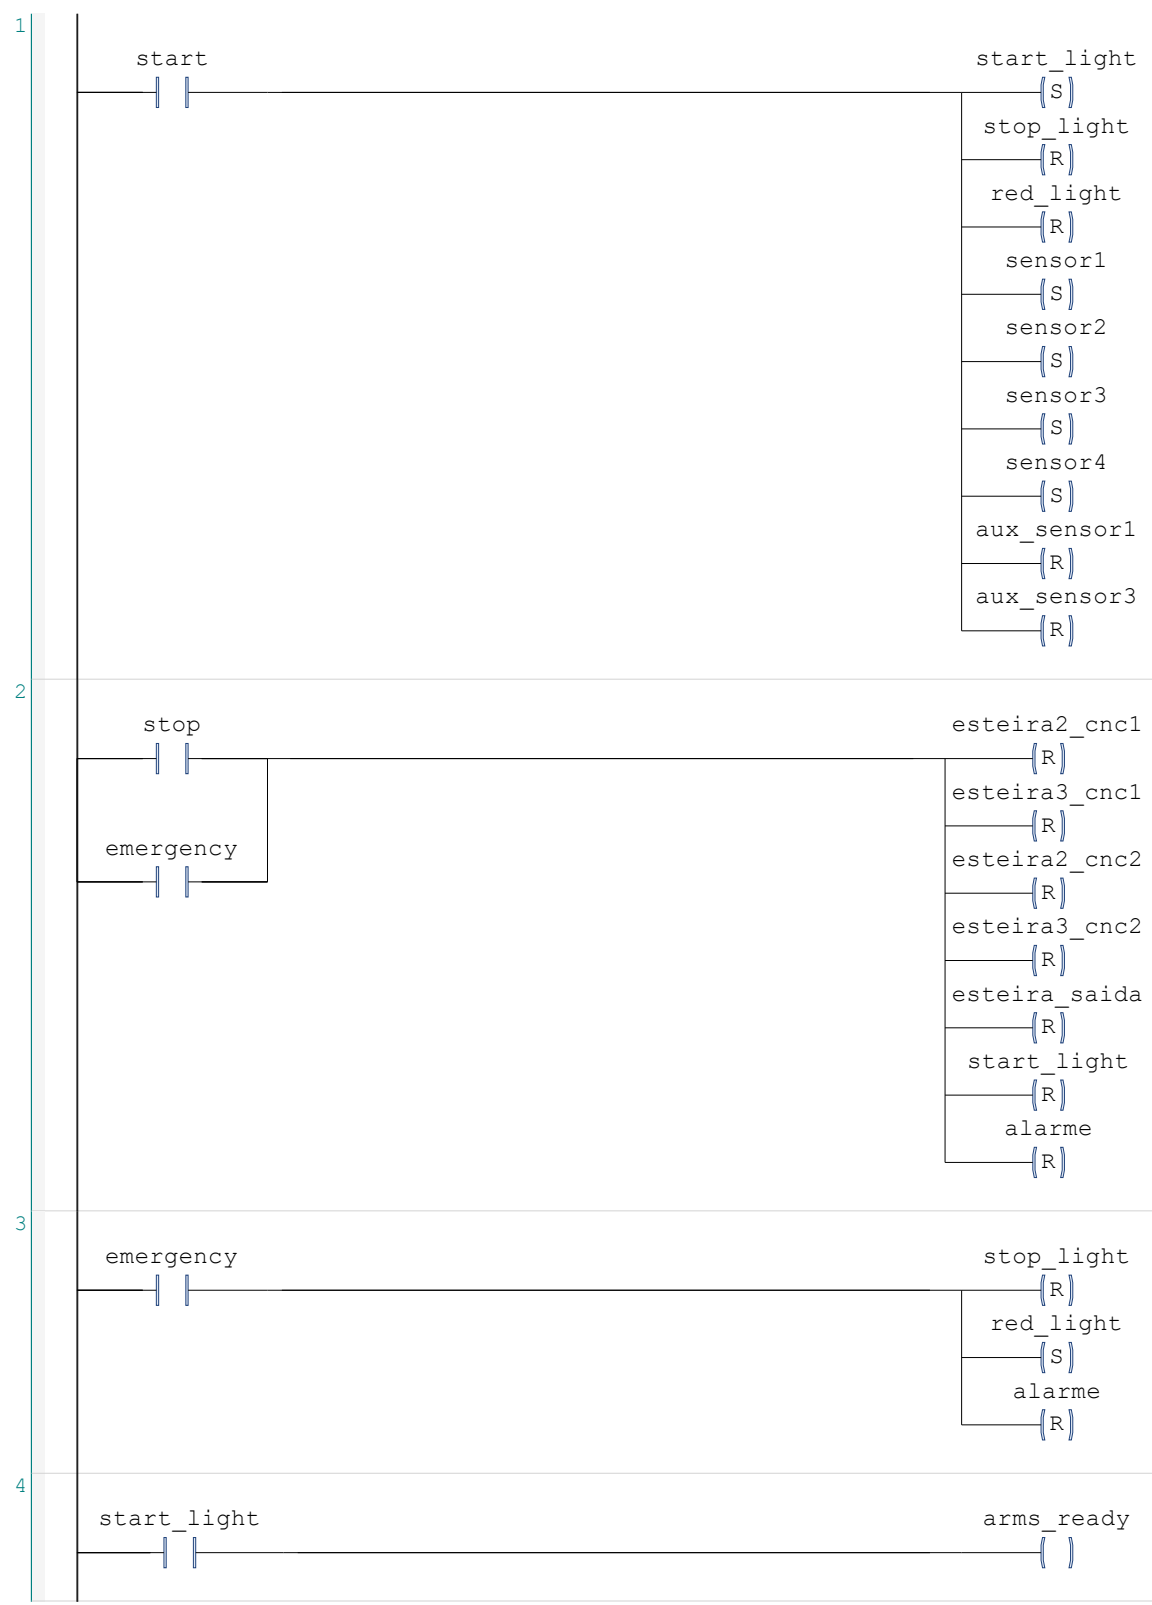 1
start
start_light
S
stop_light
R
red_light
R
sensor1
S
sensor2
S
sensor3
S
sensor4
S
aux_sensor1
R
aux_sensor3
R
2
stop
esteira2_cnc1
R
esteira3_cnc1
R
emergency
esteira2_cnc2
R
esteira3_cnc2
R
esteira_saida
R
start_light
R
alarme
R
3
emergency
stop_light
R
red_light
S
alarme
R
4
start_light
arms_ready